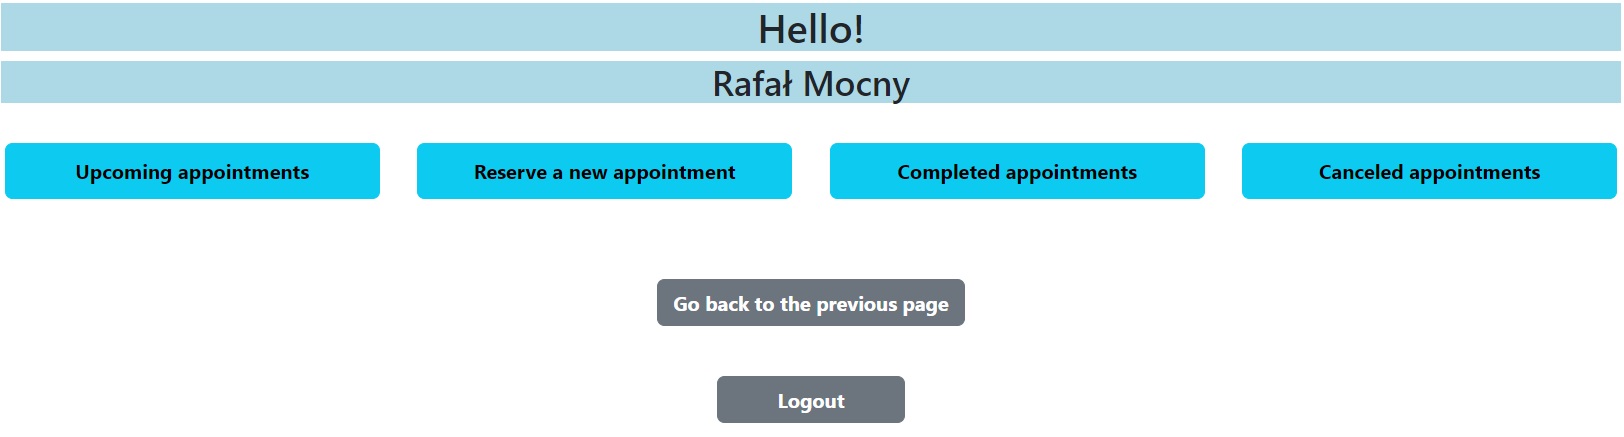 Hello!
Rafał Mocny
Upcoming appointments
Reserve a new appointment
Completed appointments
Canceled appointments
Go back to the previous page
Logout